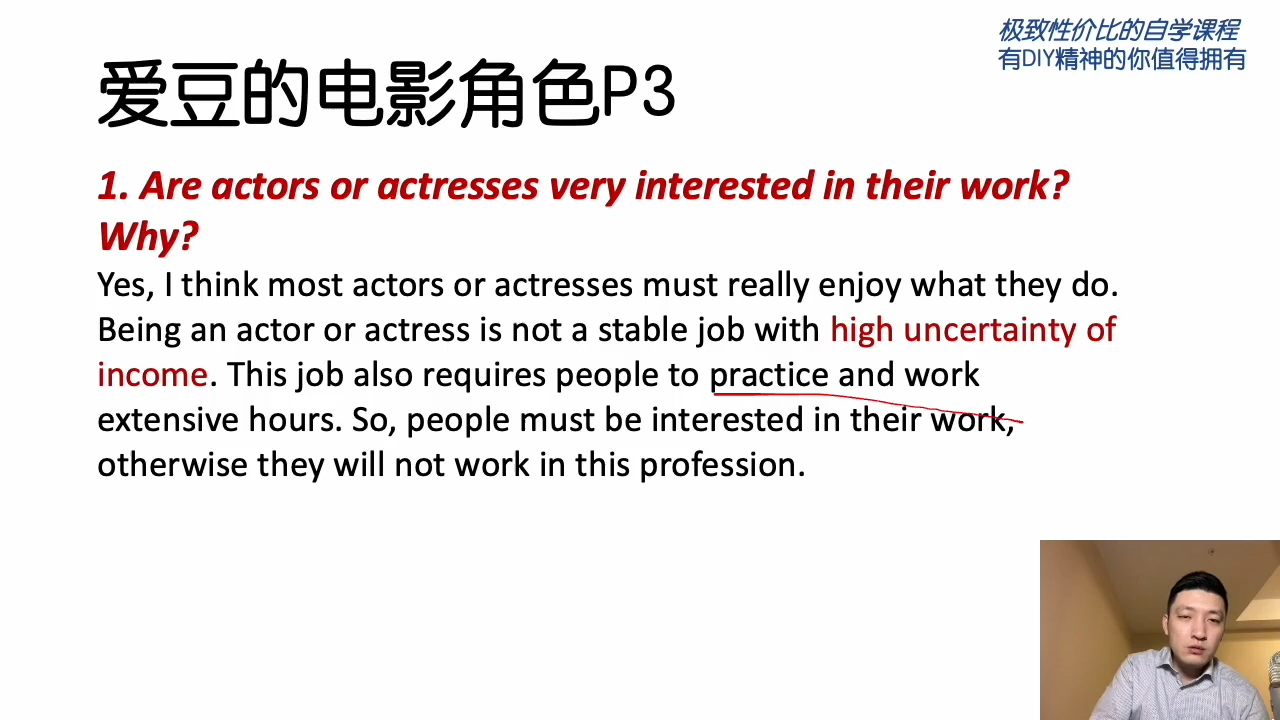 极致性价比的自学课程
有DIY精神的你值得拥有
爱豆的电影角色P3
1. Are actors or actresses very interested in their work?
Why?
Yes, I think most actors or actresses must really enjoy what they do.
Being an actor or actress is not a stable job with high uncertainty of
income. This job also requires people to practice and work
extensive hours. So, people must be interested in their work,
otherwise they will not work in this profession.